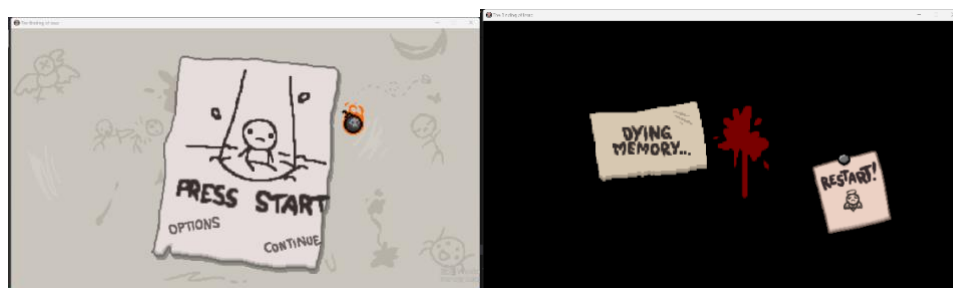 The Binding of Isaac
PRESS START
OPTIONS
CONTINUE
The Binding of Isaac
DYING
MEMORY...
RESTART!